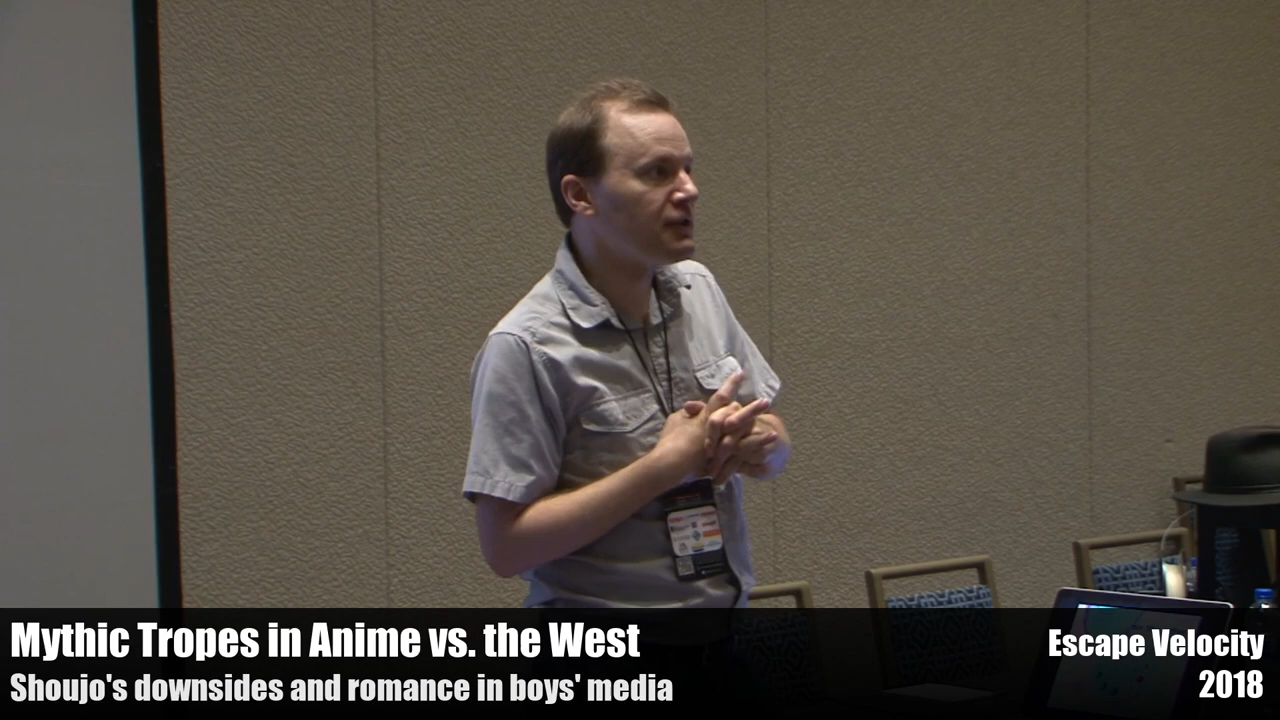 Mythic Tropes in Anime vs. the West
Shoujo's downsides and romance in boys' media
Escape Velocity
2018